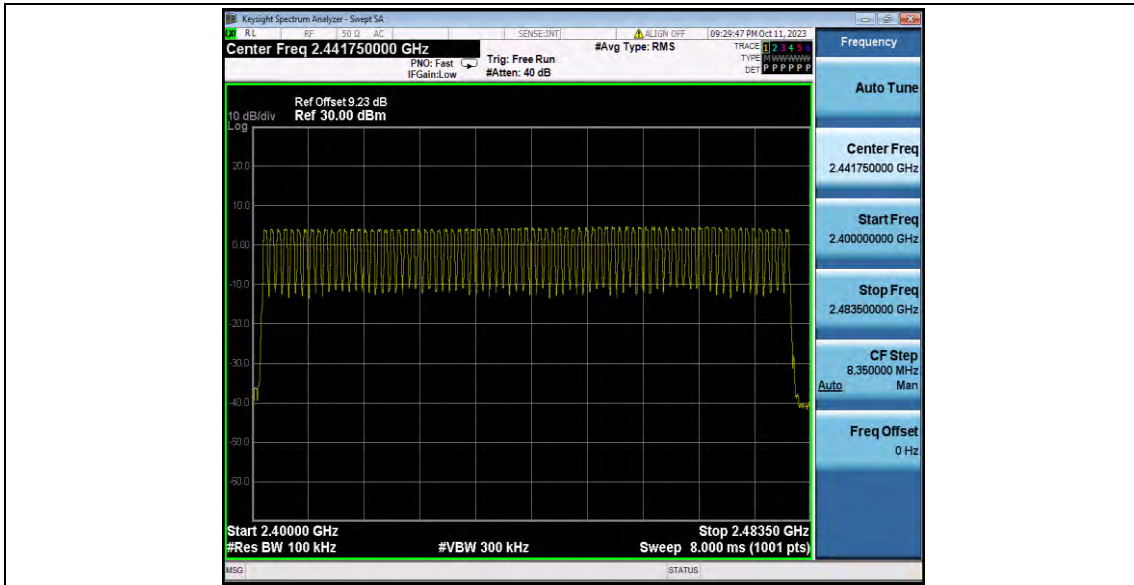 Keysight Spectrum Analyzer - Swept SA
LXI RL RF 50 Ω AC SENSE:INT ALIGN OFF 09:29:47 PM Oct 11, 2023
Center Freq 2.441750000 GHz #Avg Type: RMS TRACE 1 2 3 4 5 6
PNO: Fast Trig: Free Run TYPE M WWWWW
IFGain:Low #Atten: 40 dB DET P P P P P P
Ref Offset 9.23 dB
10 dB/div Ref 30.00 dBm
Log
20.0
10.0
0.00
-10.0
-20.0
-30.0
-40.0
-50.0
-60.0
Start 2.40000 GHz Stop 2.48350 GHz
#Res BW 100 kHz #VBW 300 kHz Sweep 8.000 ms (1001 pts)
MSG STATUS
Frequency
Auto Tune
Center Freq
2.441750000 GHz
Start Freq
2.400000000 GHz
Stop Freq
2.483500000 GHz
CF Step
8.350000 MHz
Auto Man
Freq Offset
0 Hz